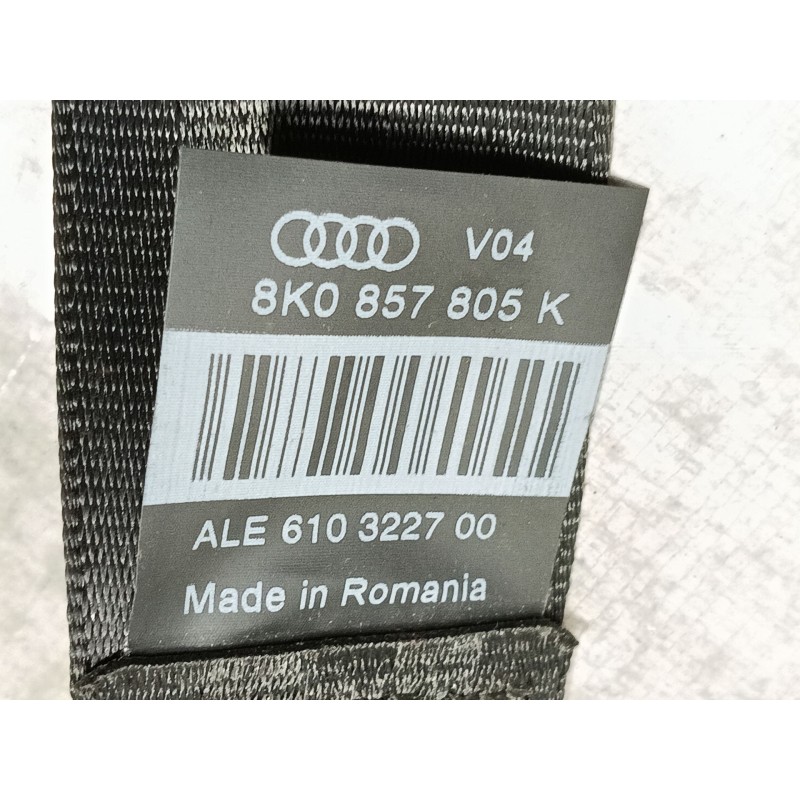 V04
8K0 857 805 K
ALE 610 3227 00
Made in Romania